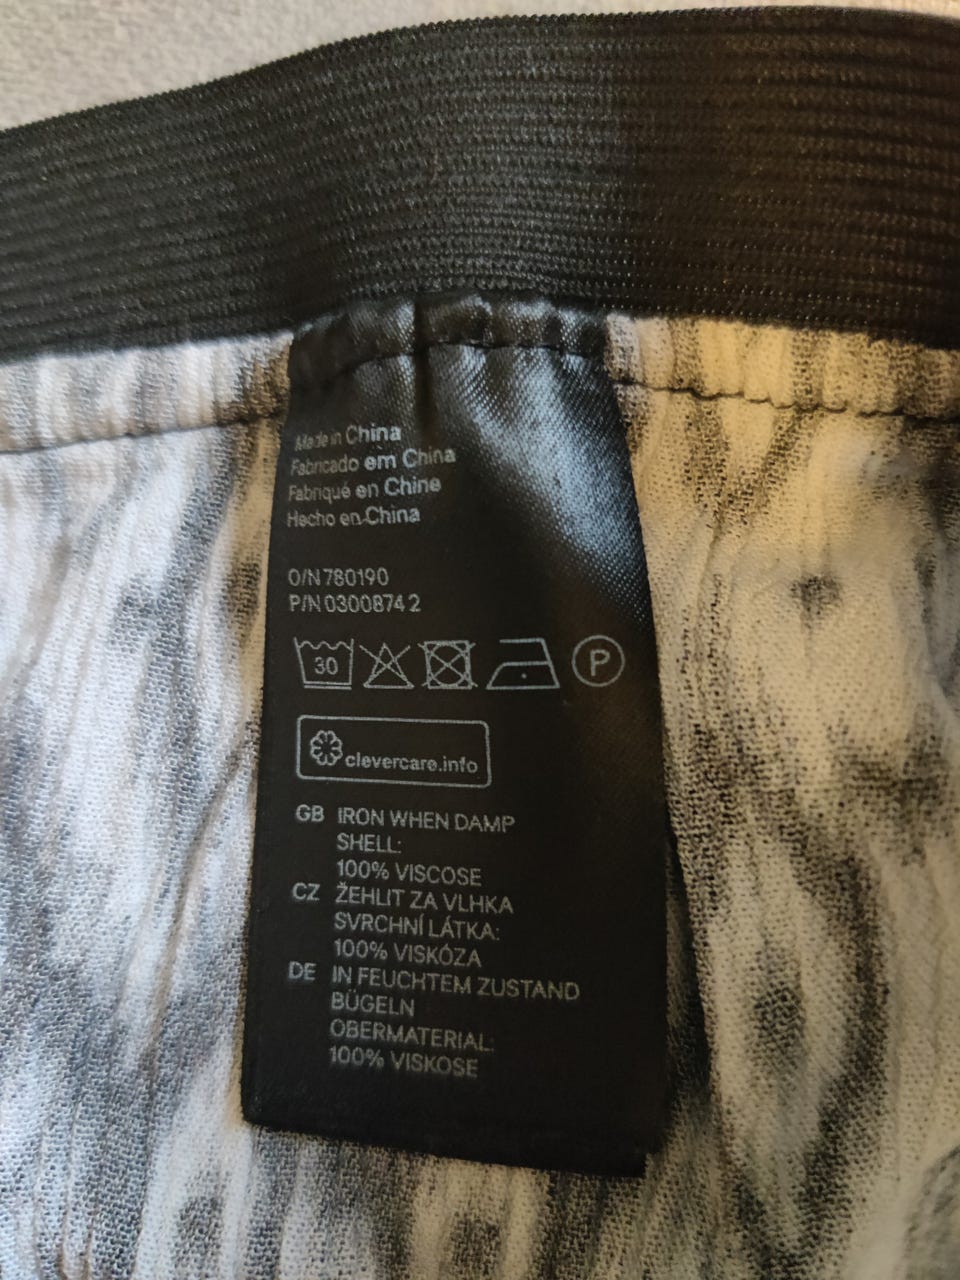 Made in China
Fabricado em China
Fabriqué en Chine
Hecho en China
O/N 780190
P/N 03008742
30 P
clevercare.info
GB IRON WHEN DAMP
SHELL:
100% VISCOSE
CZ ŽEHLIT ZA VLHKA
SVRCHNÍ LÁTKA:
100% VISKÓZA
DE IN FEUCHTEM ZUSTAND
BÜGELN
OBERMATERIAL:
100% VISKOSE